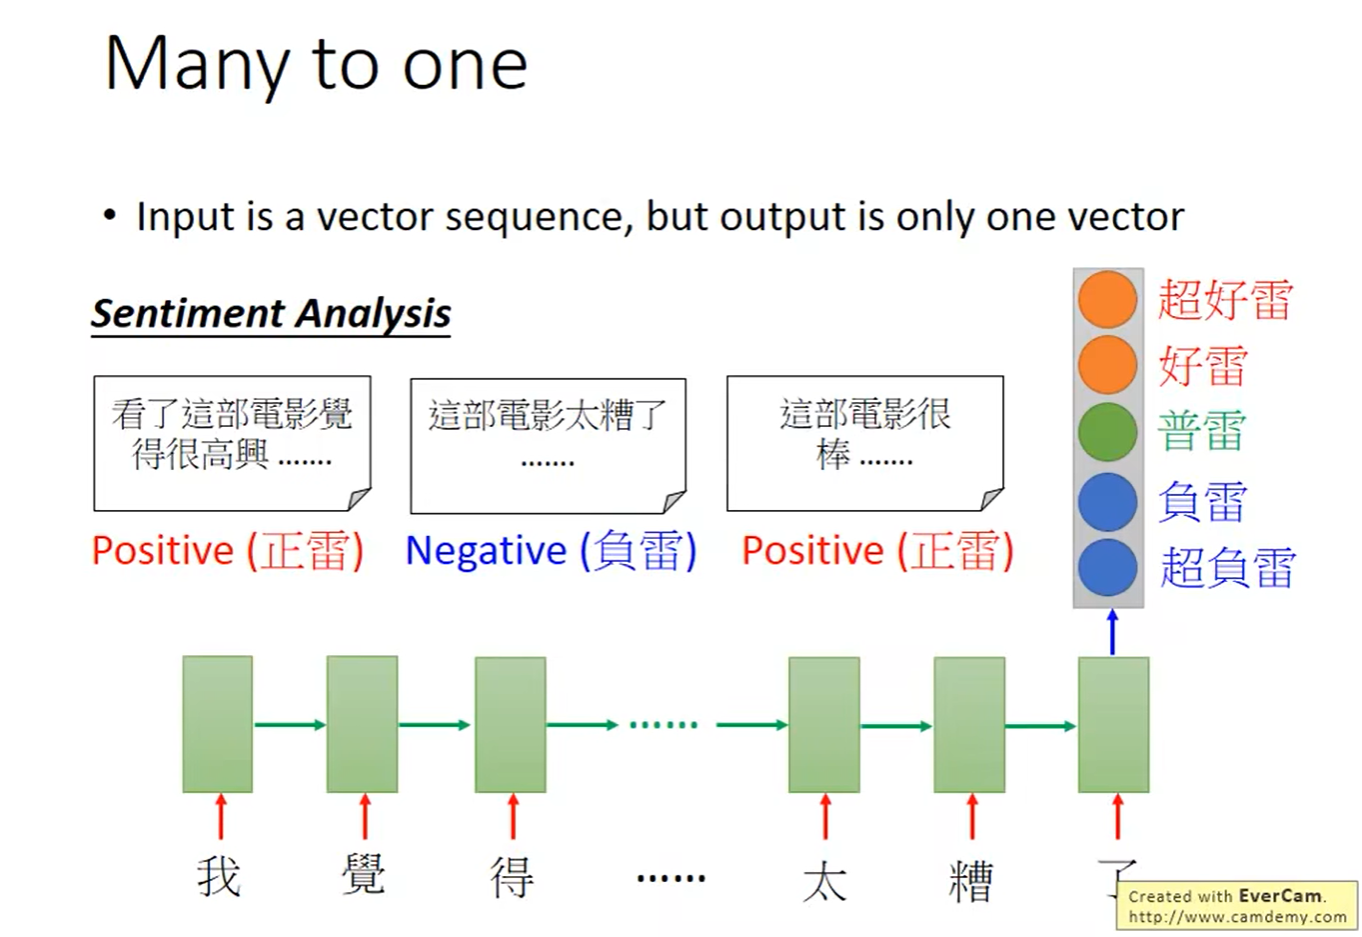 Many to one
• Input is a vector sequence, but output is only one vector
Sentiment Analysis
看了這部電影覺
得很高興 .......
Positive (正雷)
這部電影太糟了
.......
Negative (負雷)
這部電影很
棒 .......
Positive (正雷)
超好雷
好雷
普雷
負雷
超負雷
......
我 覺 得 ...... 太 糟 了
Created with EverCam.
http://www.camdemy.com